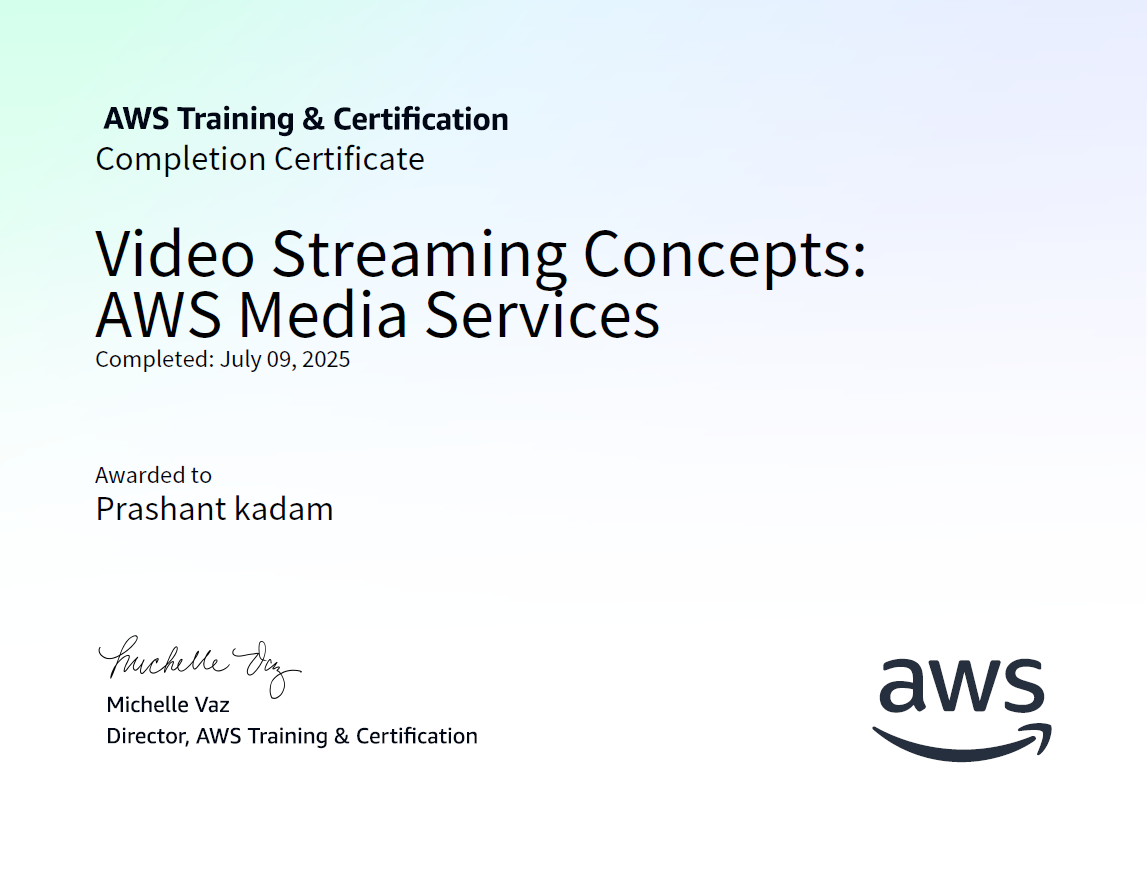 AWS Training & Certification
Completion Certificate
Video Streaming Concepts:
AWS Media Services
Completed: July 09, 2025
Awarded to
Prashant kadam
Michelle Vaz
Michelle Vaz
Director, AWS Training & Certification
aws